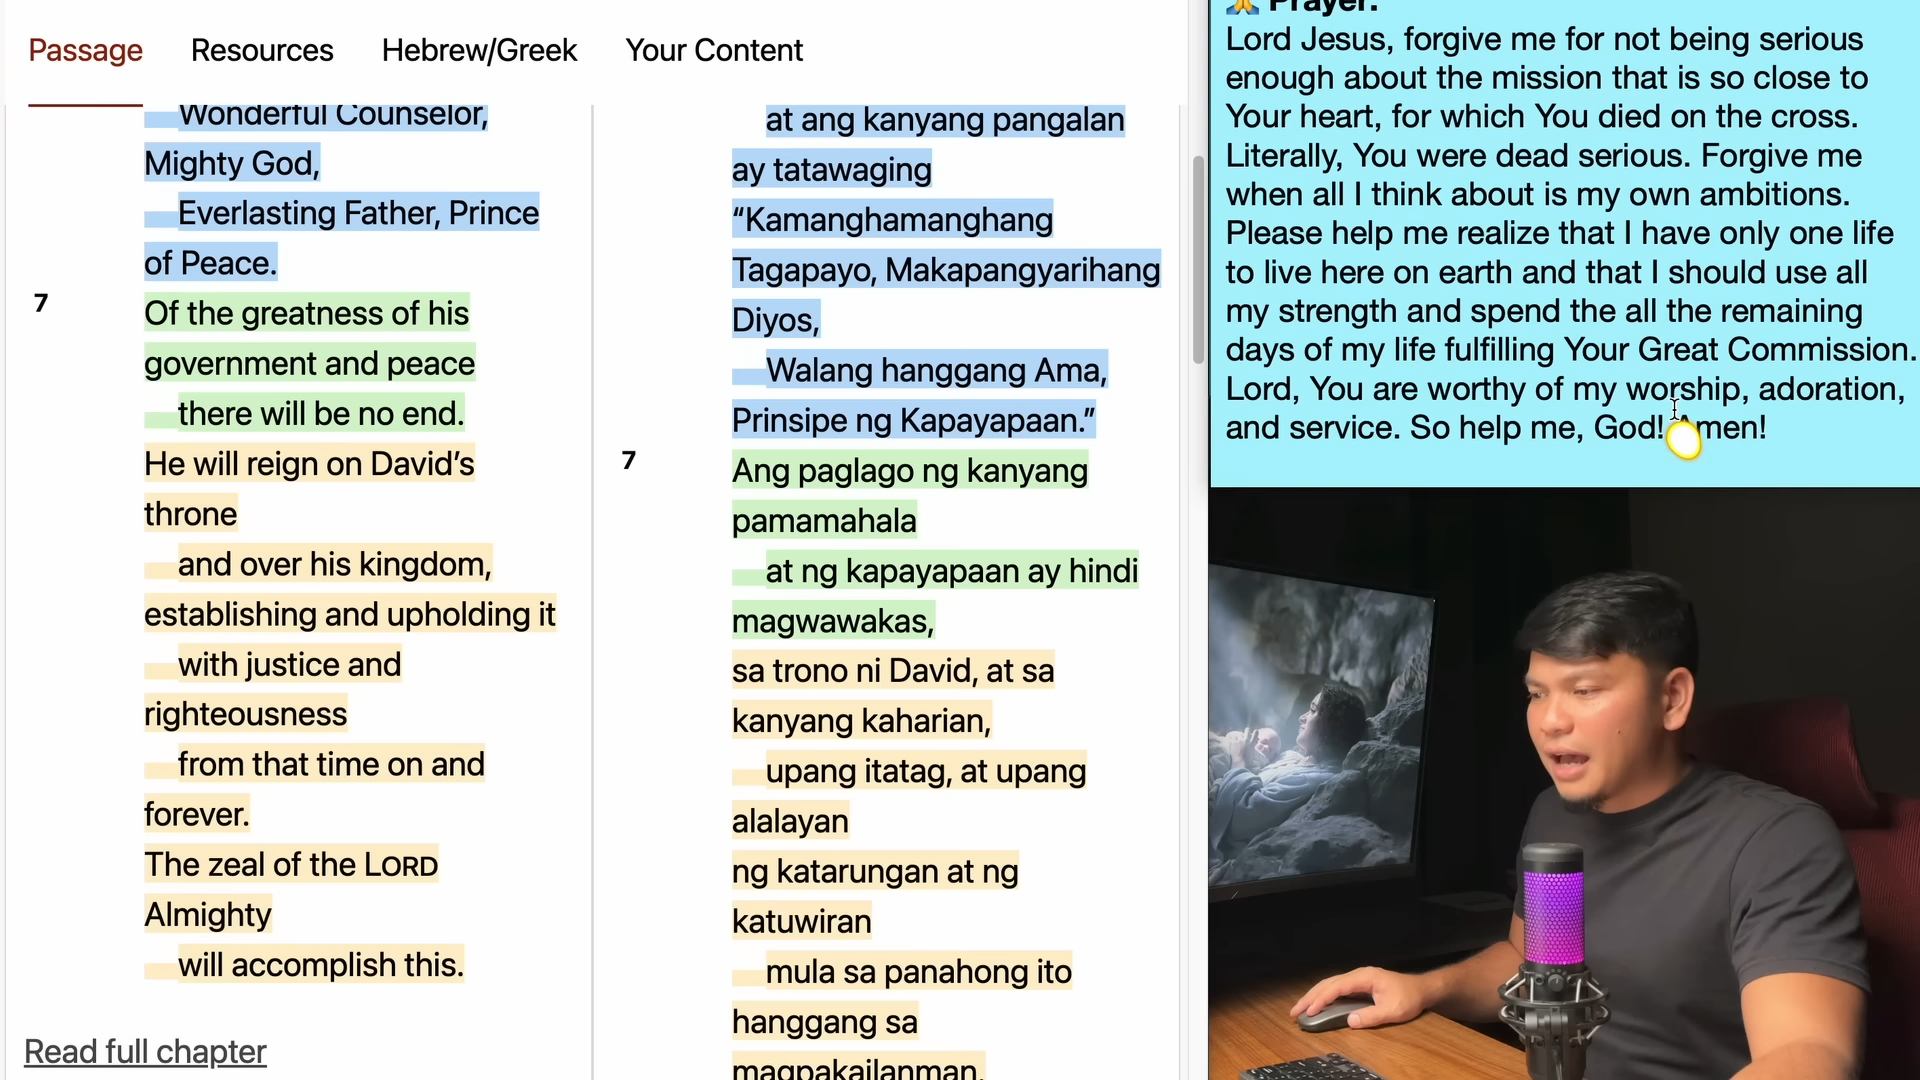 Passage
Resources
Hebrew/Greek
Your Content
Wonderful Counselor,
Mighty God,
Everlasting Father, Prince
of Peace.
7
Of the greatness of his
government and peace
there will be no end.
He will reign on David’s
throne
and over his kingdom,
establishing and upholding it
with justice and
righteousness
from that time on and
forever.
The zeal of the LORD
Almighty
will accomplish this.
Read full chapter
at ang kanyang pangalan
ay tatawaging
“Kamanghamanghang
Tagapayo, Makapangyarihang
Diyos,
Walang hanggang Ama,
Prinsipe ng Kapayapaan.”
7
Ang paglago ng kanyang
pamamahala
at ng kapayapaan ay hindi
magwawakas,
sa trono ni David, at sa
kanyang kaharian,
upang itatag, at upang
alalayan
ng katarungan at ng
katuwiran
mula sa panahong ito
hanggang sa
magpakailanman.
🙏 Prayer:
Lord Jesus, forgive me for not being serious
enough about the mission that is so close to
Your heart, for which You died on the cross.
Literally, You were dead serious. Forgive me
when all I think about is my own ambitions.
Please help me realize that I have only one life
to live here on earth and that I should use all
my strength and spend the all the remaining
days of my life fulfilling Your Great Commission.
Lord, You are worthy of my worship, adoration,
and service. So help me, God! Amen!